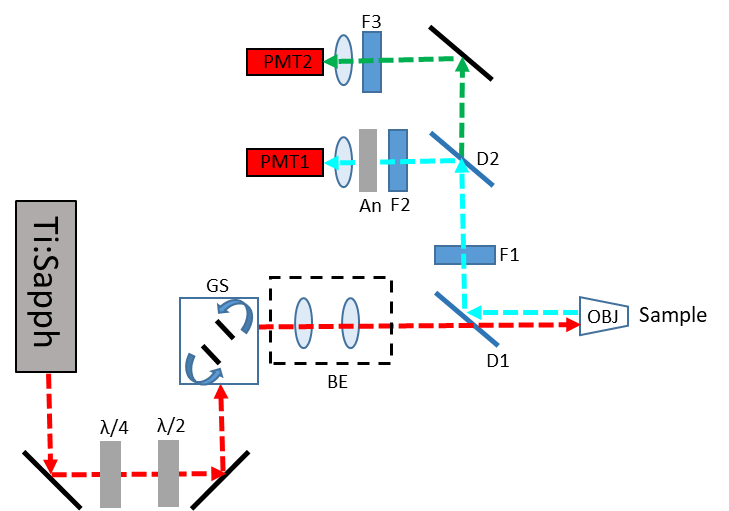 F3
PMT2
PMT1
D2
An
F2
Ti:Sapph
F1
GS
OBJ
Sample
D1
BE
λ/4
λ/2